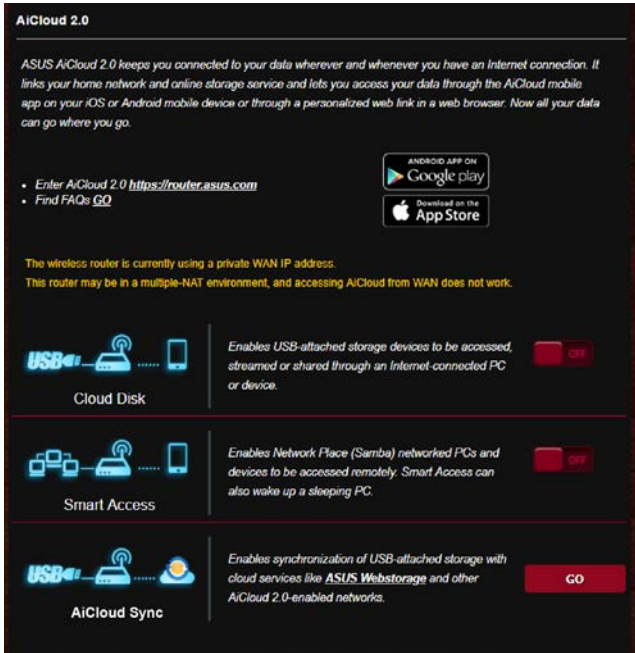 AiCloud 2.0
ASUS AiCloud 2.0 keeps you connected to your data wherever and whenever you have an Internet connection. It
links your home network and online storage service and lets you access your data through the AiCloud mobile
app on your iOS or Android mobile device or through a personalized web link in a web browser. Now all your data
can go where you go.
• Enter AiCloud 2.0 https://router.asus.com
• Find FAQs GO
ANDROID APP ON
Google play
Download on the
App Store
The wireless router is currently using a private WAN IP address.
This router may be in a multiple-NAT environment, and accessing AiCloud from WAN does not work.
USB
Cloud Disk
Enables USB-attached storage devices to be accessed,
streamed or shared through an Internet-connected PC
or device.
OFF
Smart Access
Enables Network Place (Samba) networked PCs and
devices to be accessed remotely. Smart Access can
also wake up a sleeping PC.
OFF
USB
AiCloud Sync
Enables synchronization of USB-attached storage with
cloud services like ASUS Webstorage and other
AiCloud 2.0-enabled networks.
GO